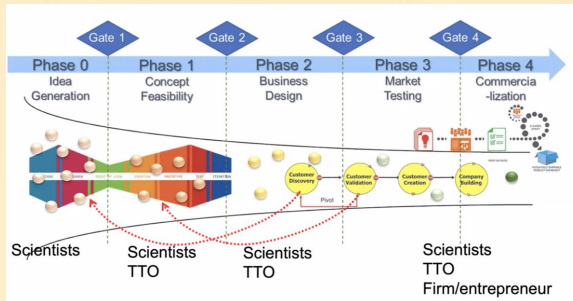 Gate 1
Gate 2
Gate 3
Gate 4
Phase 0
Idea
Generation
Phase 1
Concept
Feasibility
Phase 2
Business
Design
Phase 3
Market
Testing
Phase 4
Commercia
-lization
Customer
Discovery
Customer
Validation
Customer
Creation
Company
Building
Pivot
Scientists
Scientists
TTO
Scientists
TTO
Scientists
TTO
Firm/entrepreneur